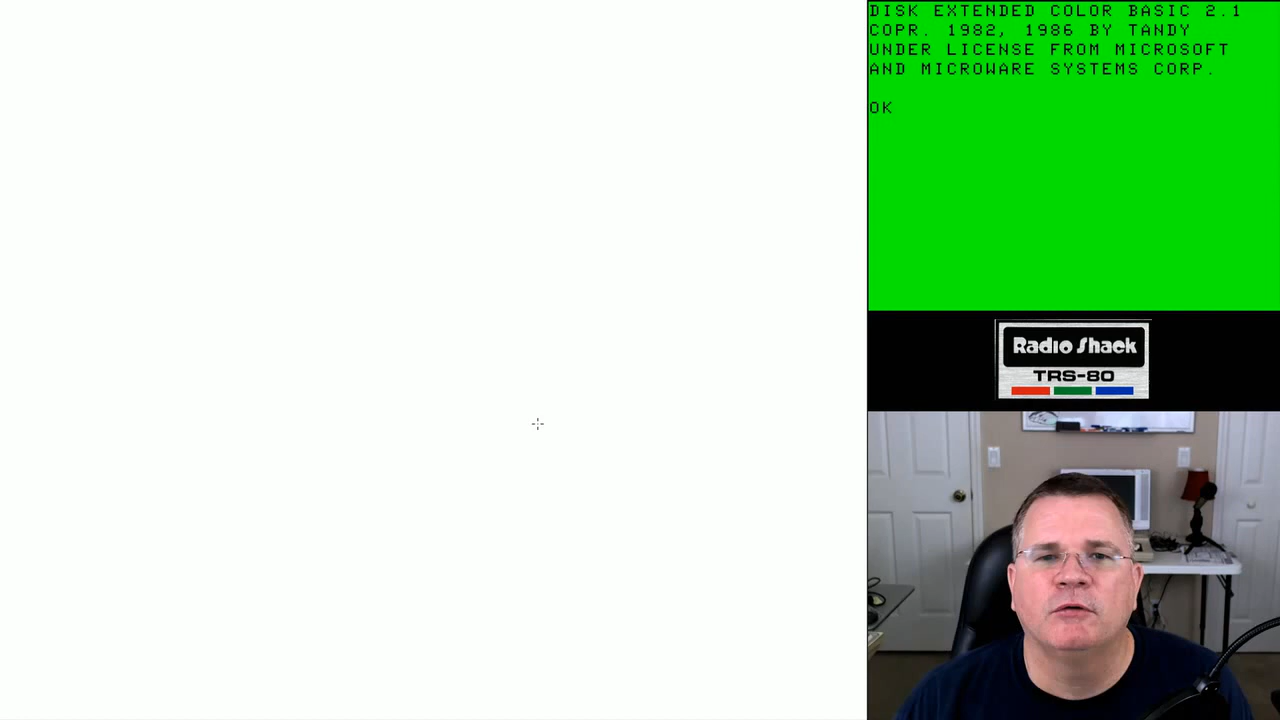 DISK EXTENDED COLOR BASIC 2.1
COPR. 1982, 1986 BY TANDY
UNDER LICENSE FROM MICROSOFT
AND MICROWARE SYSTEMS CORP.
OK
Radio Shack
TRS-80